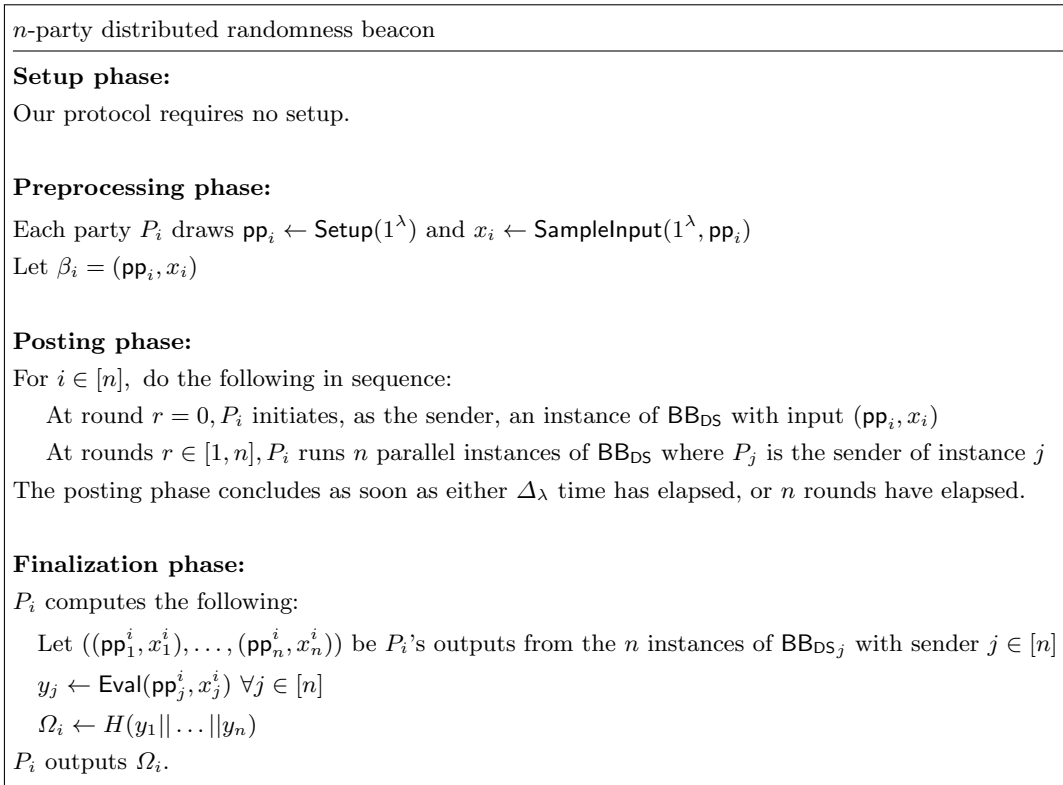 n-party distributed randomness beacon
Setup phase:
Our protocol requires no setup.
Preprocessing phase:
Each party P_i draws pp_i ← Setup(1^λ) and x_i ← SampleInput(1^λ, pp_i)
Let β_i = (pp_i, x_i)
Posting phase:
For i ∈ [n], do the following in sequence:
At round r = 0, P_i initiates, as the sender, an instance of BB_DS with input (pp_i, x_i)
At rounds r ∈ [1, n], P_i runs n parallel instances of BB_DS where P_j is the sender of instance j
The posting phase concludes as soon as either Δ_λ time has elapsed, or n rounds have elapsed.
Finalization phase:
P_i computes the following:
Let ((pp_1^i, x_1^i), …, (pp_n^i, x_n^i)) be P_i's outputs from the n instances of BB_DS_j with sender j ∈ [n]
y_j ← Eval(pp_j^i, x_j^i) ∀j ∈ [n]
Ω_i ← H(y_1|| … ||y_n)
P_i outputs Ω_i.